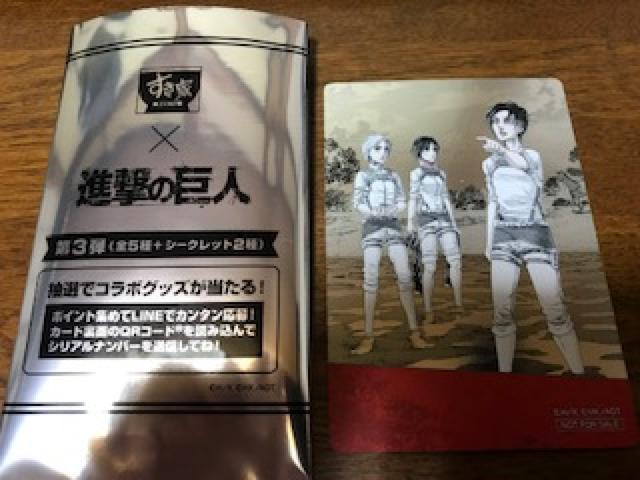 すき家
×
進撃の巨人
第3弾(全5種+シークレット2種)
抽選でコラボグッズが当たる!
ポイント集めてLINEでカンタン応募!
カード裏面のQRコード®を読み込んで
シリアルナンバーを送信してね!
©H/K ©HK/AOT
©H/K ©HK/AOT
NOT FOR SALE